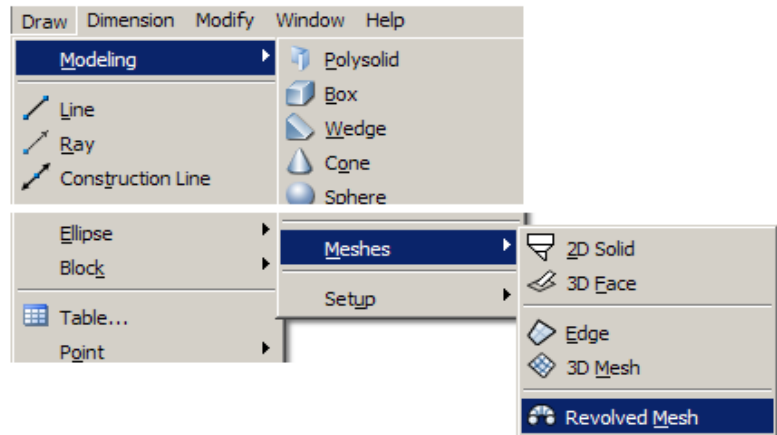 Draw Dimension Modify Window Help
Modeling
Line
Ray
Construction Line
Polysolid
Box
Wedge
Cone
Sphere
Ellipse
Block
Table...
Point
Meshes
Setup
2D Solid
3D Face
Edge
3D Mesh
Revolved Mesh